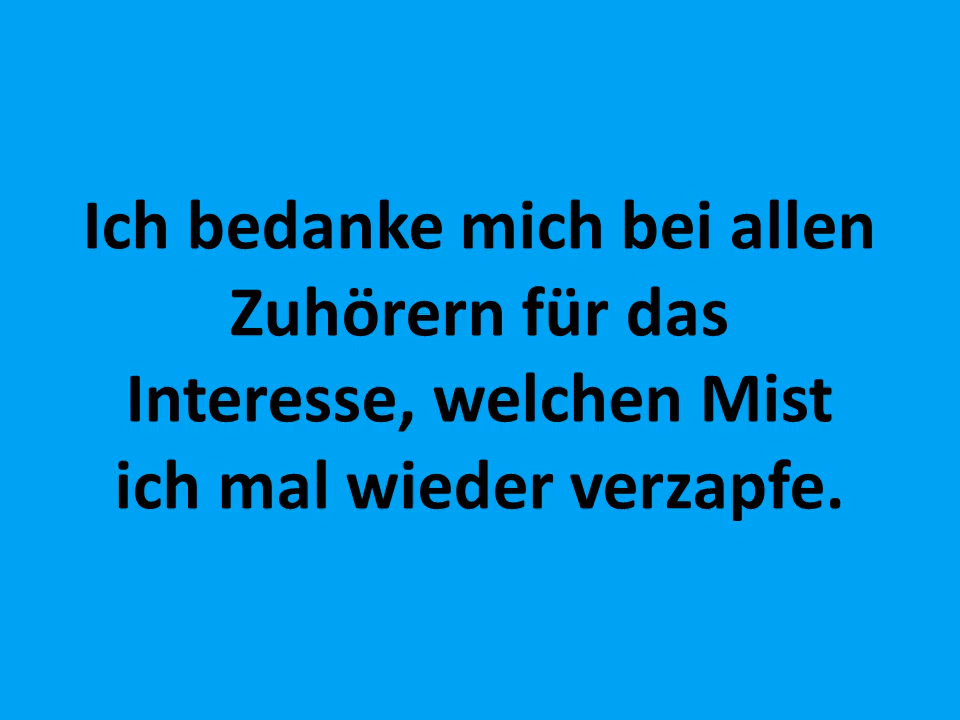 Ich bedanke mich bei allen
Zuhörern für das
Interesse, welchen Mist
ich mal wieder verzapfe.